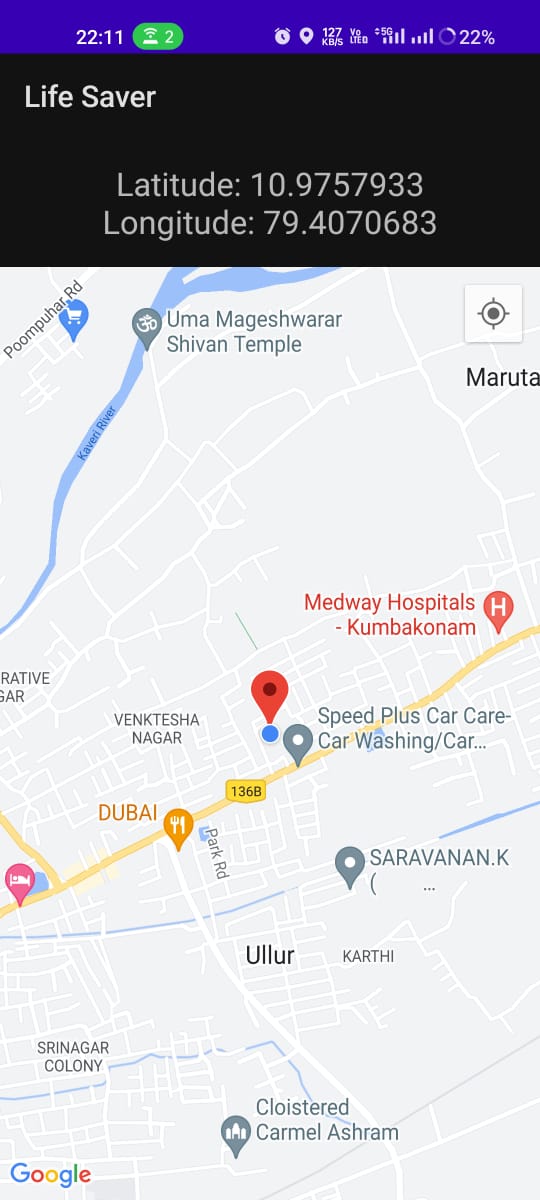 22:11 2 127 KB/S Vo LTE 5G 22%
Life Saver
Latitude: 10.9757933
Longitude: 79.4070683
Poompuhar Rd
Uma Mageshwarar
Shivan Temple
Maruta
Kaveri River
Medway Hospitals
- Kumbakonam
H
RATIVE
GAR
VENKTESHA
NAGAR
Speed Plus Car Care-
Car Washing/Car...
136B
DUBAI
Park Rd
SARAVANAN.K
( ...
Ullur
KARTHI
SRINAGAR
COLONY
Cloistered
Carmel Ashram
Google